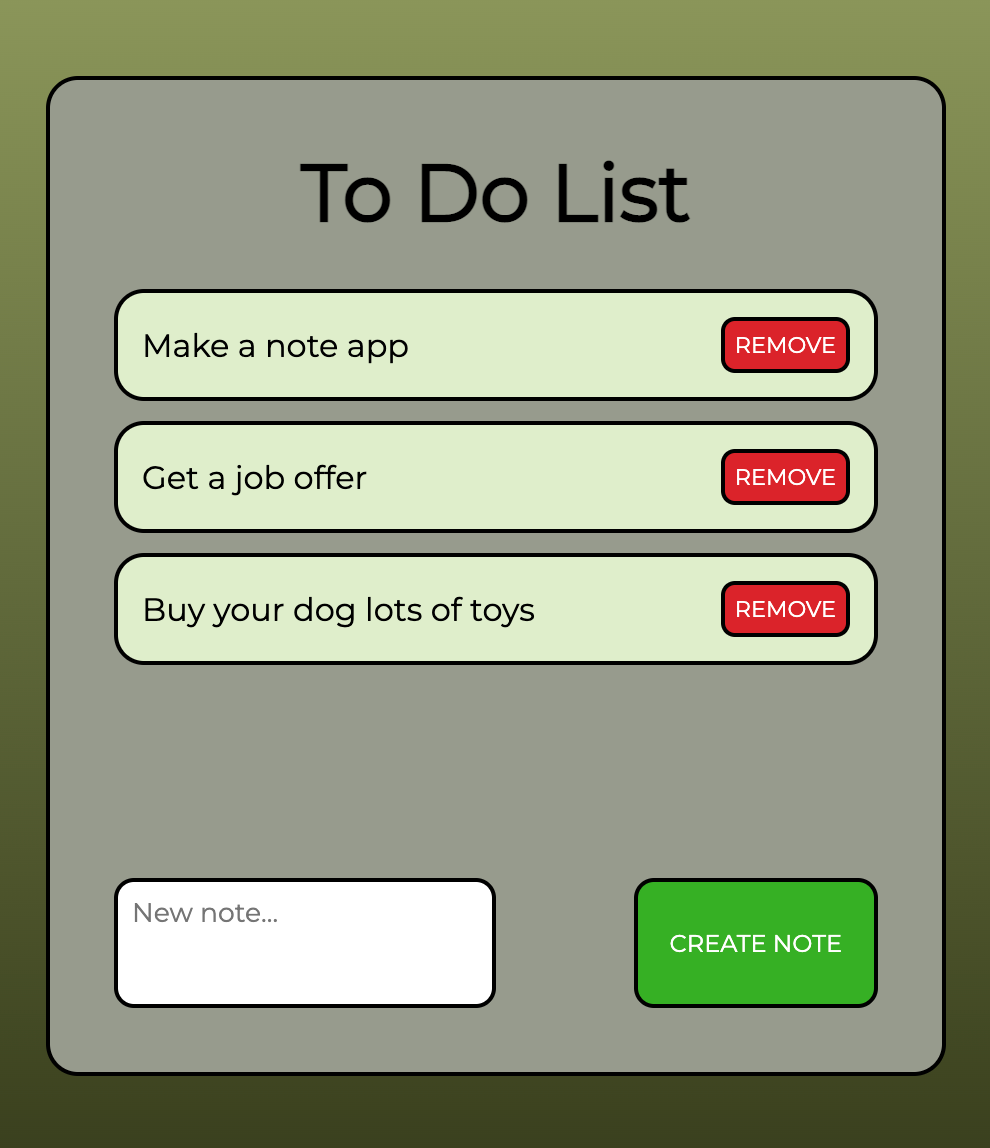 To Do List
Make a note app
REMOVE
Get a job offer
REMOVE
Buy your dog lots of toys
REMOVE
New note...
CREATE NOTE